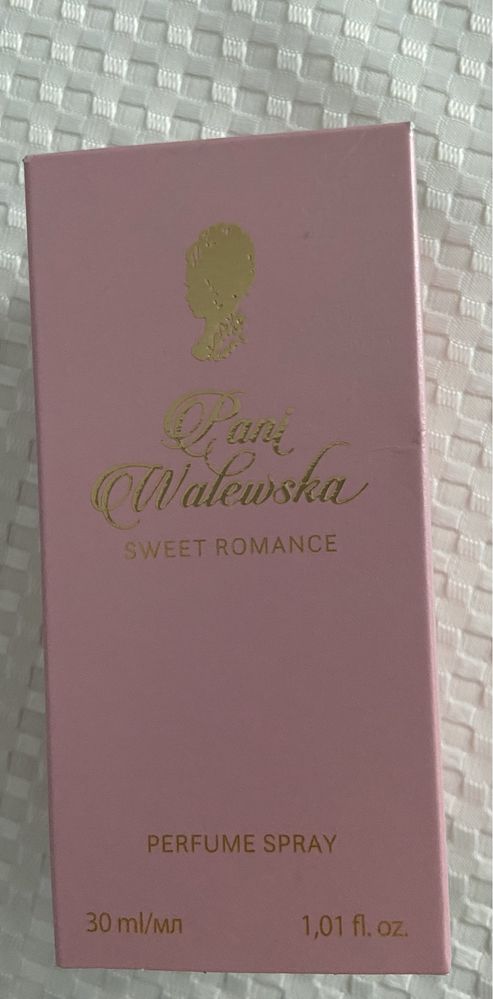 Pani
Walewska
SWEET ROMANCE
PERFUME SPRAY
30 ml/мл
1,01 fl. oz.